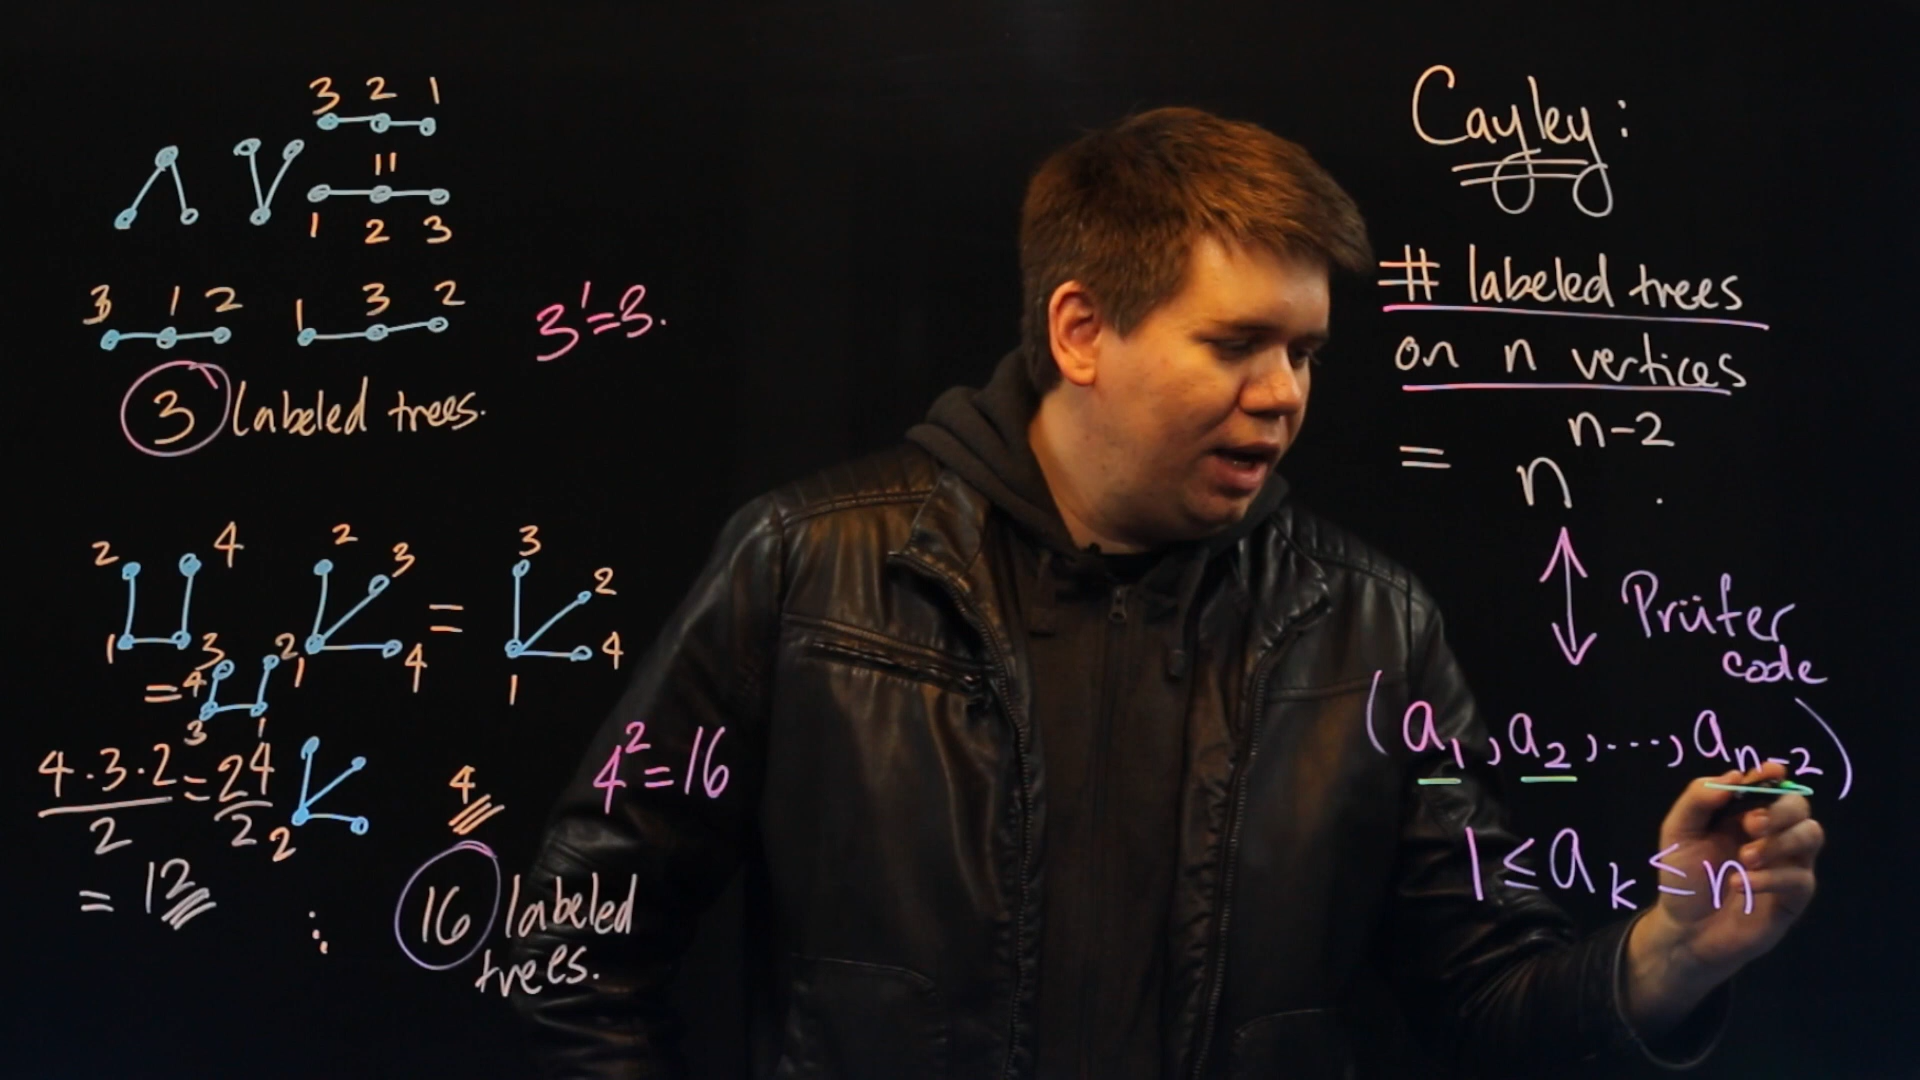 3 2 1
11
1 2 3
3 1 2
1 3 2
3¹=3.
3 labeled trees.
2 4
1 3
= 4 2
3 1
2 3
1 4
=
3 2
1 4
4·3·2/2 = 24/2
= 12
2
4
4²=16
∴ 16 labeled
trees.
Cayley:
# labeled trees
on n vertices
= n^{n-2}.
Prüfer
code
(a₁, a₂, ..., aₙ₋₂)
1≤aₖ≤n